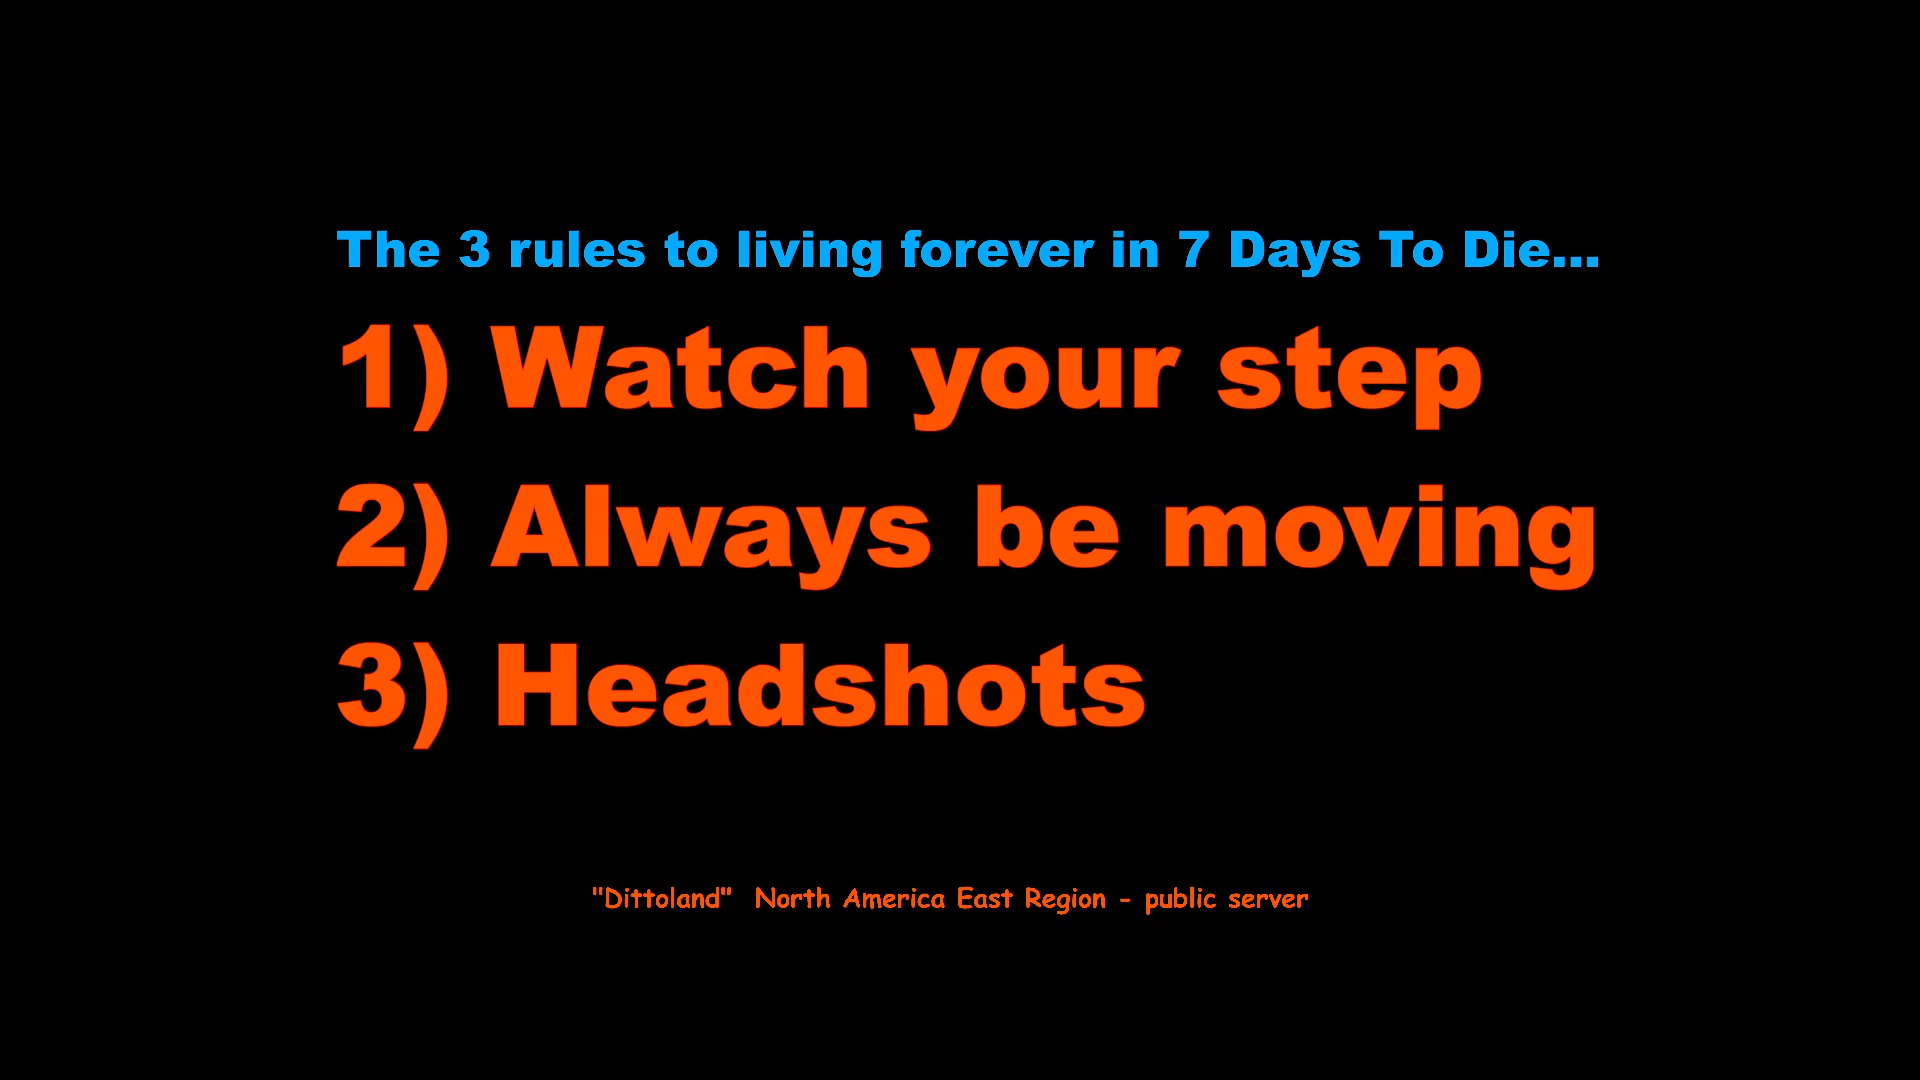 The 3 rules to living forever in 7 Days To Die...
1) Watch your step
2) Always be moving
3) Headshots
"Dittoland"  North America East Region - public server